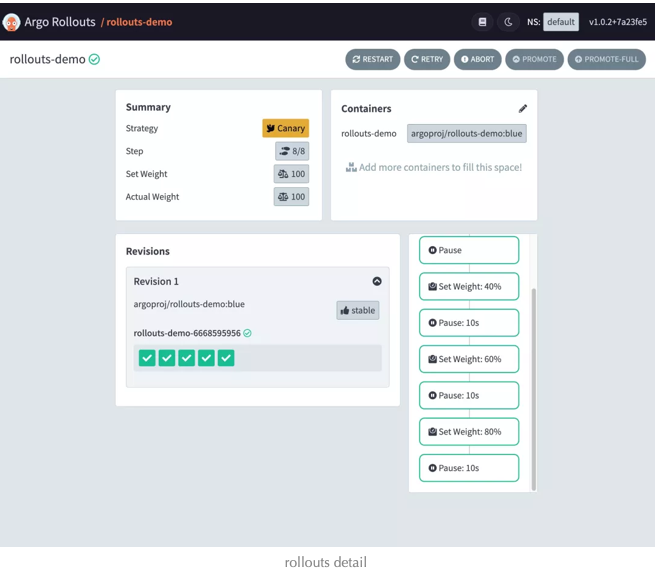 Argo Rollouts / rollouts-demo
NS: default v1.0.2+7a23fe5
rollouts-demo
RESTART RETRY ABORT PROMOTE PROMOTE-FULL
Summary
Strategy Canary
Step 8/8
Set Weight 100
Actual Weight 100
Containers
rollouts-demo argoproj/rollouts-demo:blue
Add more containers to fill this space!
Revisions
Revision 1
argoproj/rollouts-demo:blue
stable
rollouts-demo-6668595956
Pause
Set Weight: 40%
Pause: 10s
Set Weight: 60%
Pause: 10s
Set Weight: 80%
Pause: 10s
rollouts detail